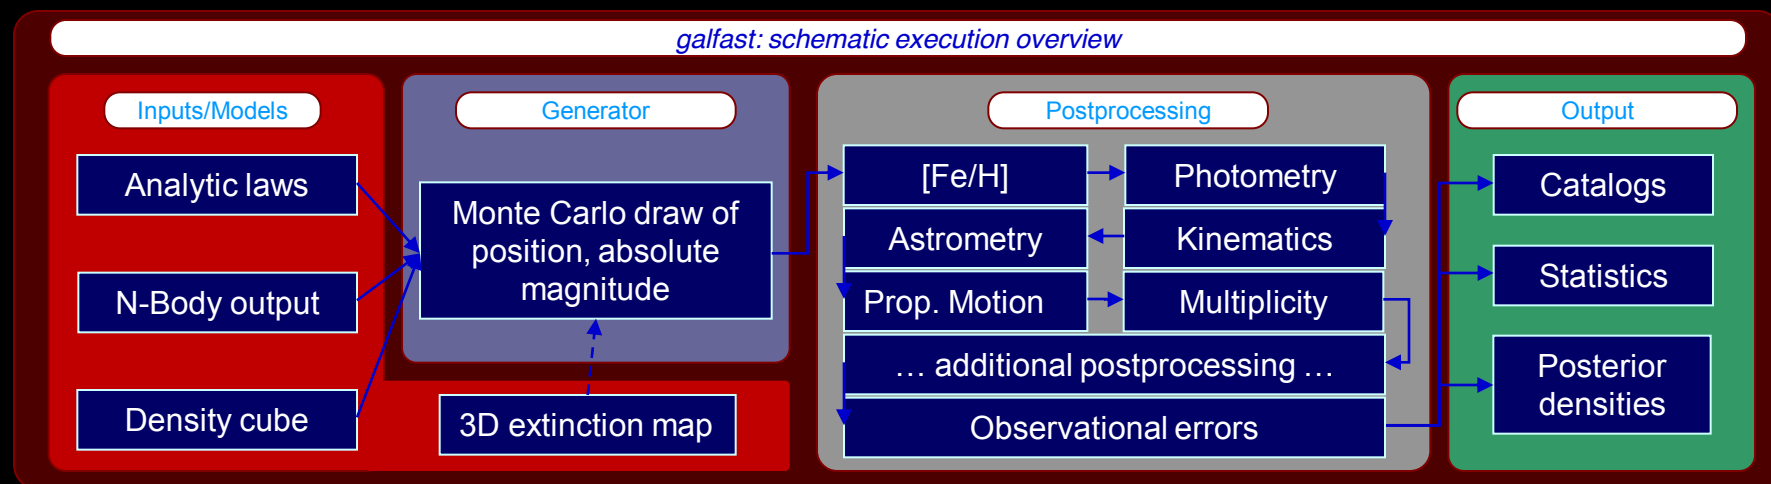 galfast: schematic execution overview
Inputs/Models
Analytic laws
N-Body output
Density cube
3D extinction map
Generator
Monte Carlo draw of
position, absolute
magnitude
Postprocessing
[Fe/H]
Photometry
Astrometry
Kinematics
Prop. Motion
Multiplicity
… additional postprocessing …
Observational errors
Output
Catalogs
Statistics
Posterior
densities